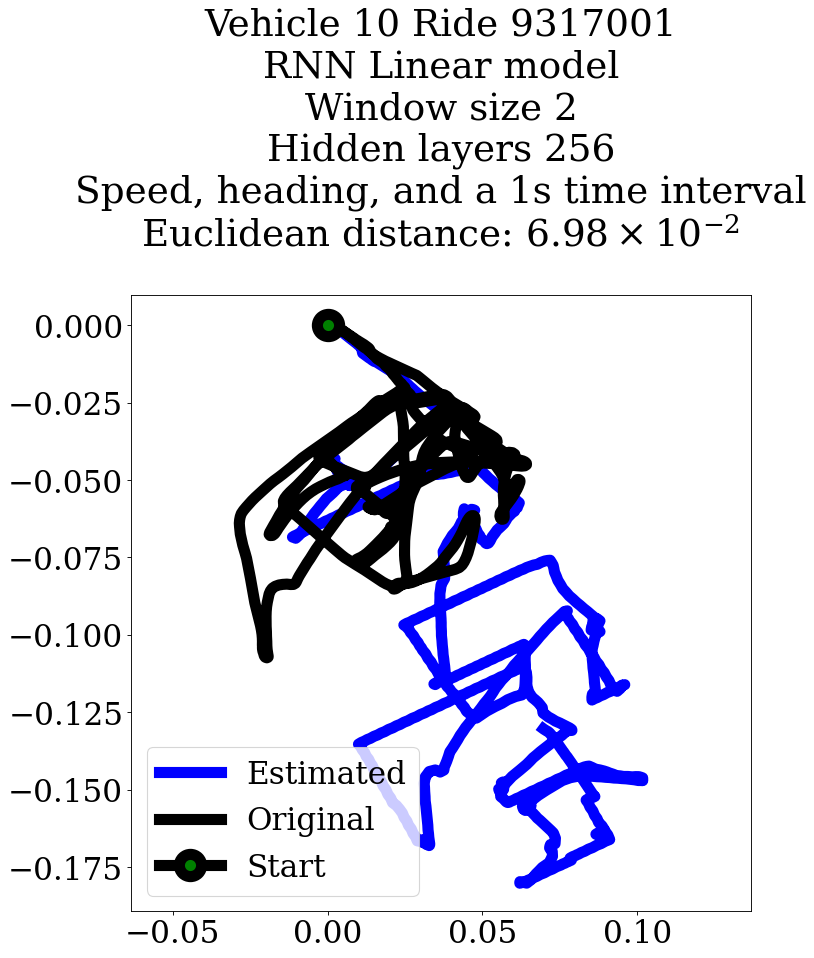 Vehicle 10 Ride 9317001
RNN Linear model
Window size 2
Hidden layers 256
Speed, heading, and a 1s time interval
Euclidean distance: 6.98 × 10⁻²
0.000
−0.025
−0.050
−0.075
−0.100
−0.125
−0.150
−0.175
Estimated
Original
Start
−0.05
0.00
0.05
0.10